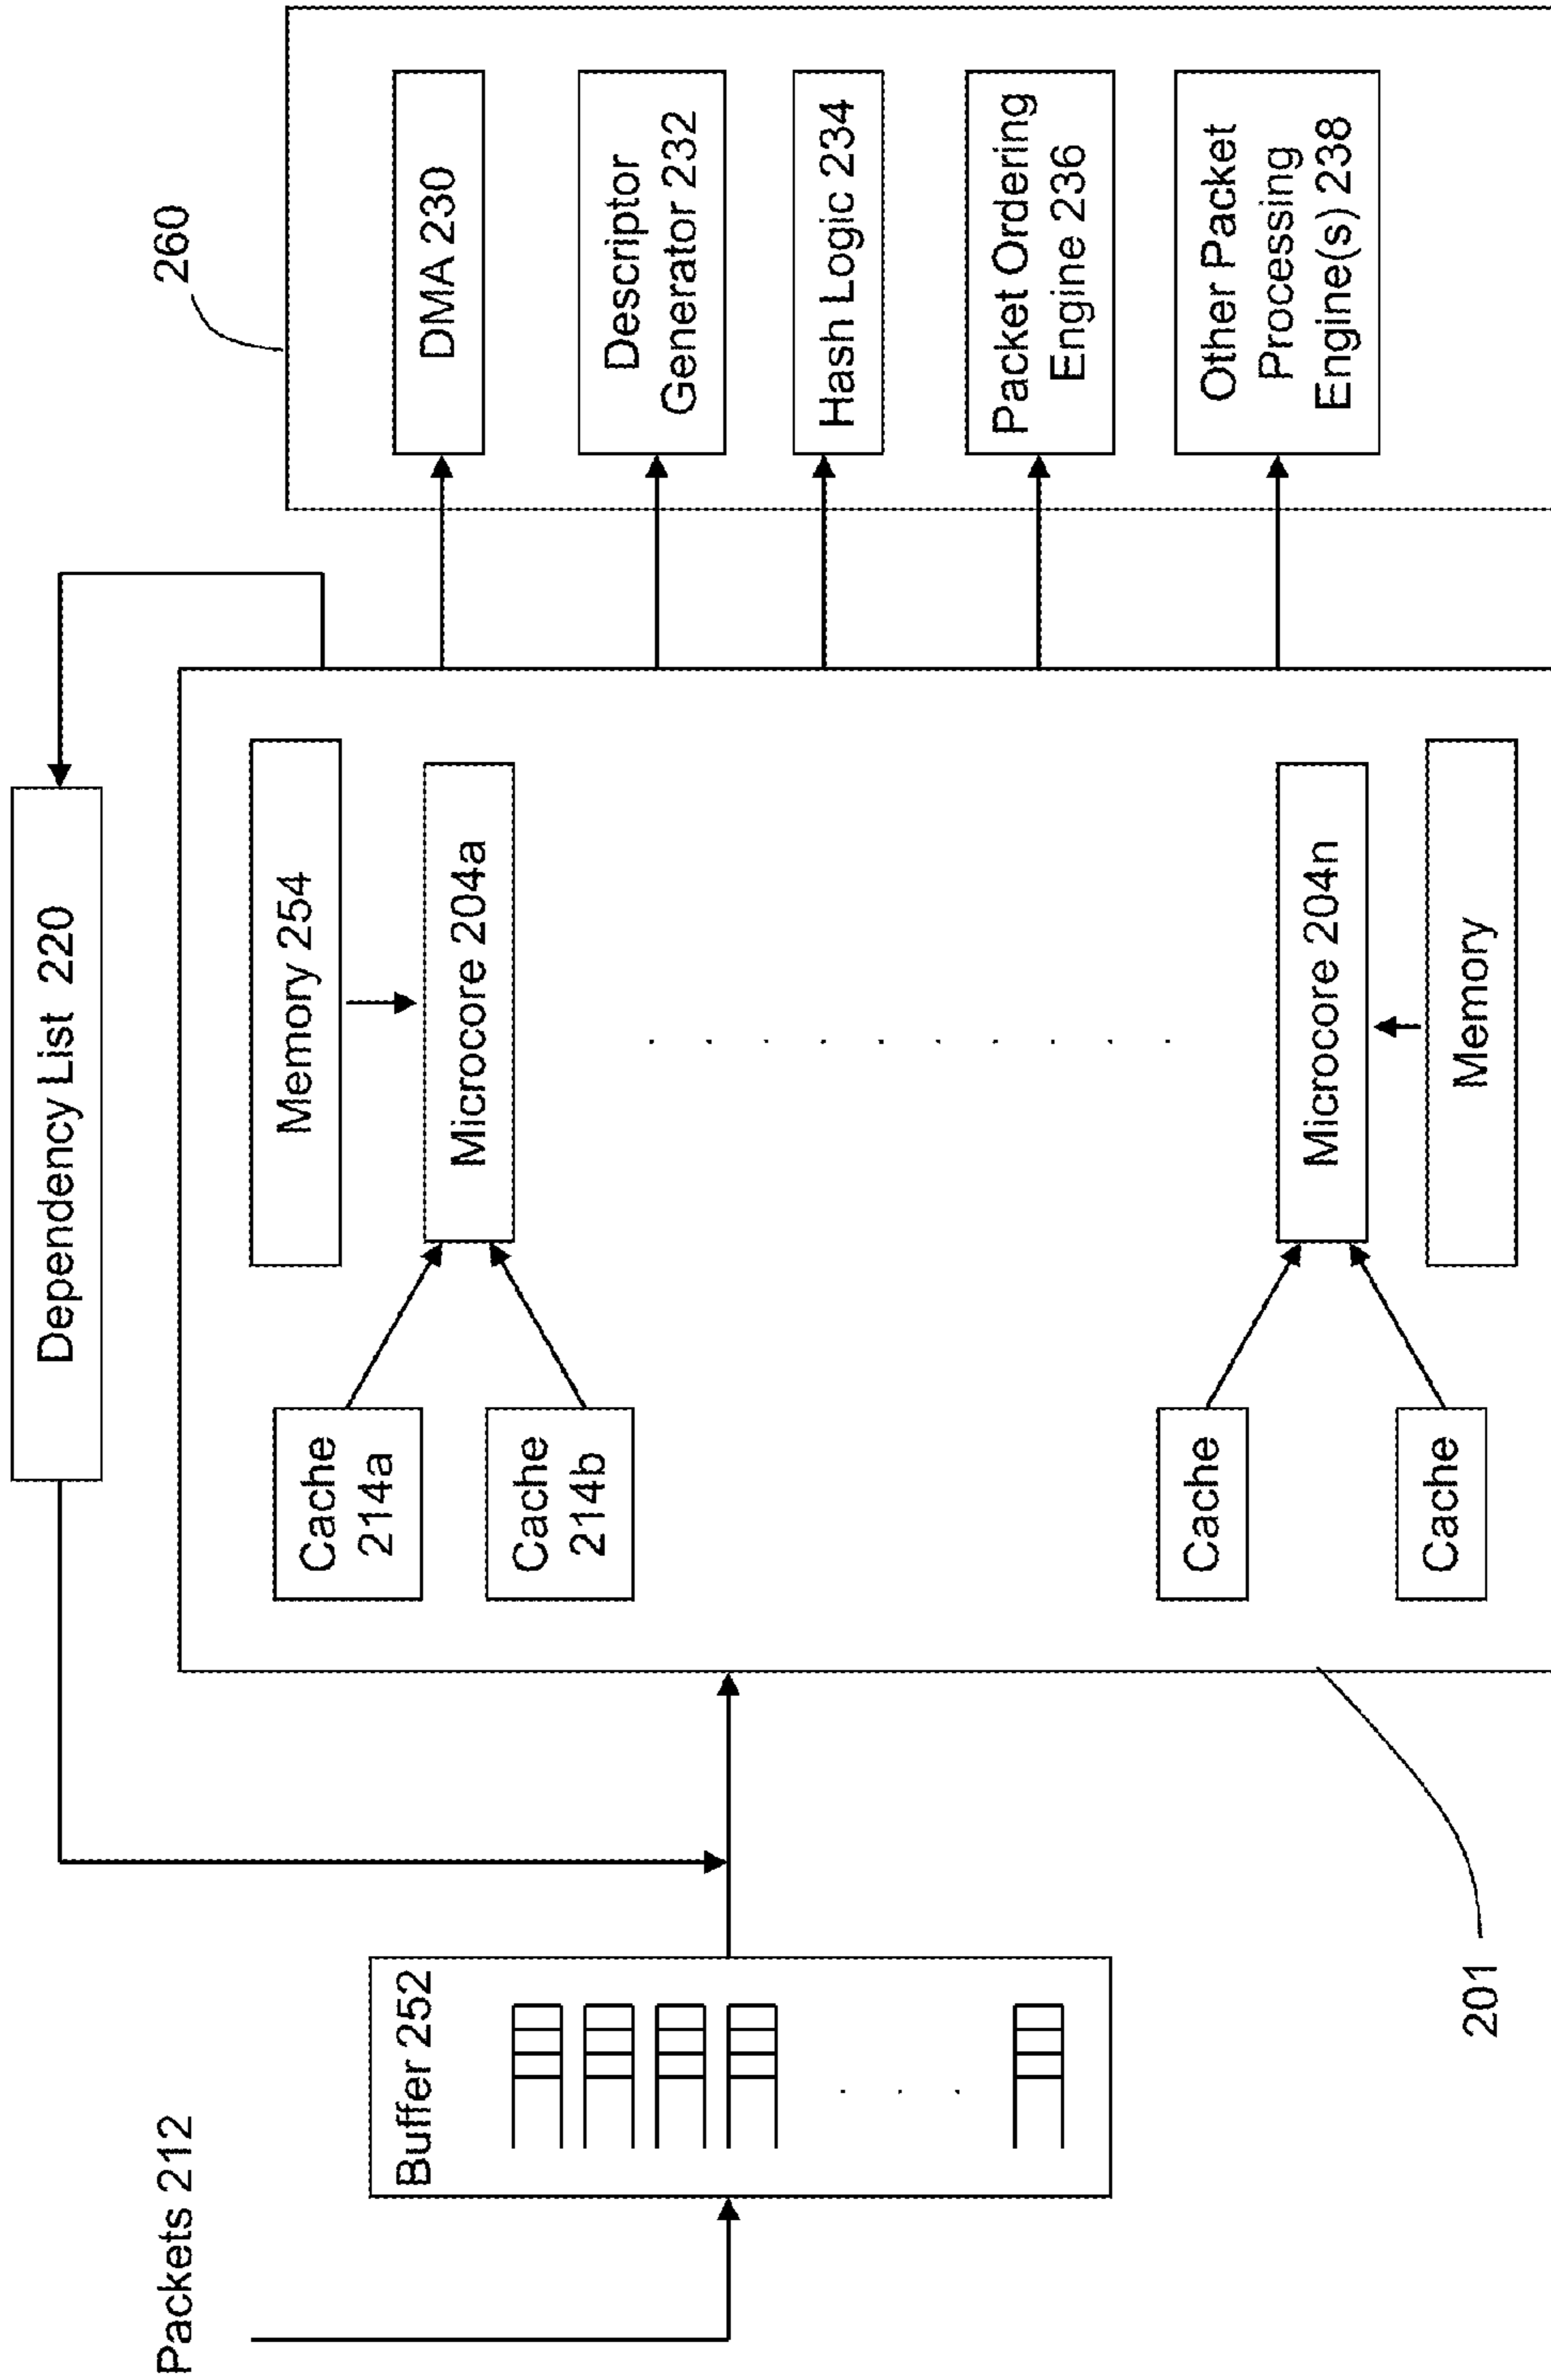 Dependency List 220
Packets 212
260
Buffer 252
Cache
214a
Cache
214b
Memory 254
Microcore 204a
. . . . . . . . . .
. . .
Cache
Cache
Microcore 204n
Memory
DMA 230
Descriptor
Generator 232
Hash Logic 234
Packet Ordering
Engine 236
Other Packet
Processing
Engine(s) 238
201